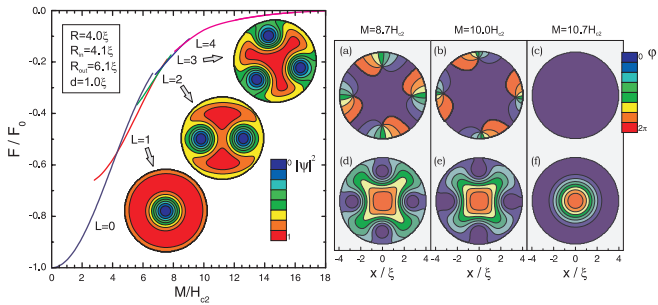 R=4.0ξ
R_in=4.1ξ
R_out=6.1ξ
d=1.0ξ
L=4
L=3
L=2
L=1
L=0
|ψ|²
0
1
F / F₀
0.0
-0.2
-0.4
-0.6
-0.8
-1.0
0 2 4 6 8 10 12 14 16 18
M/H_c2
M=8.7H_c2 M=10.0H_c2 M=10.7H_c2
(a) (b) (c)
φ
0
2π
(d) (e) (f)
-4 -2 0 2 4 -4 -2 0 2 4 -4 -2 0 2 4
x / ξ x / ξ x / ξ